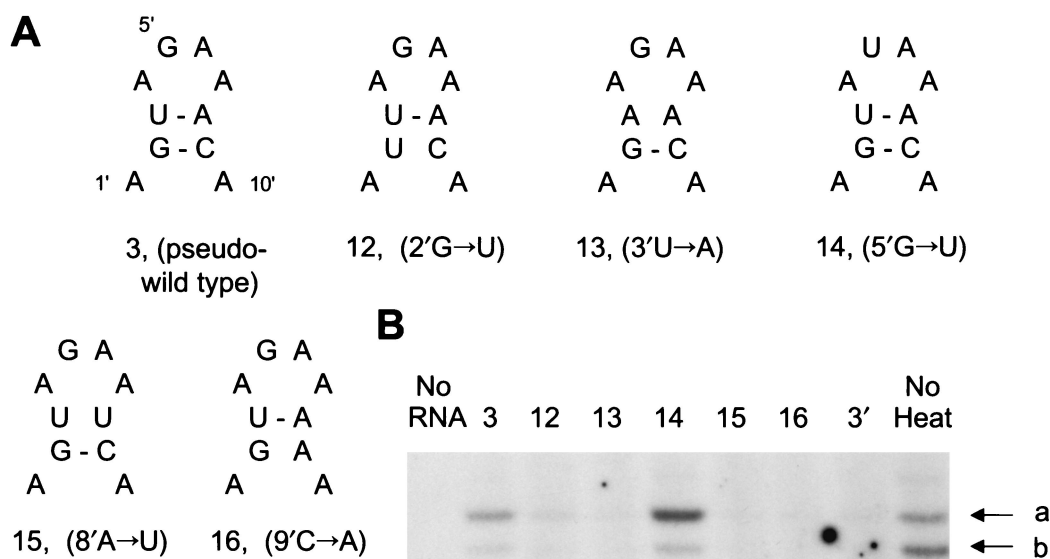 A
5'
G A G A G A U A
A A A A A A A A
U - A U - A A A U - A
G - C U C G - C G - C
1' A A 10' A A A A A A
3, (pseudo-
wild type)
12, (2′G→U)
13, (3′U→A)
14, (5′G→U)
G A G A
A A A A
U U U - A
G - C G A
A A A A
15, (8′A→U) 16, (9′C→A)
B
No
RNA 3 12 13 14 15 16 3′
No
Heat
a
b